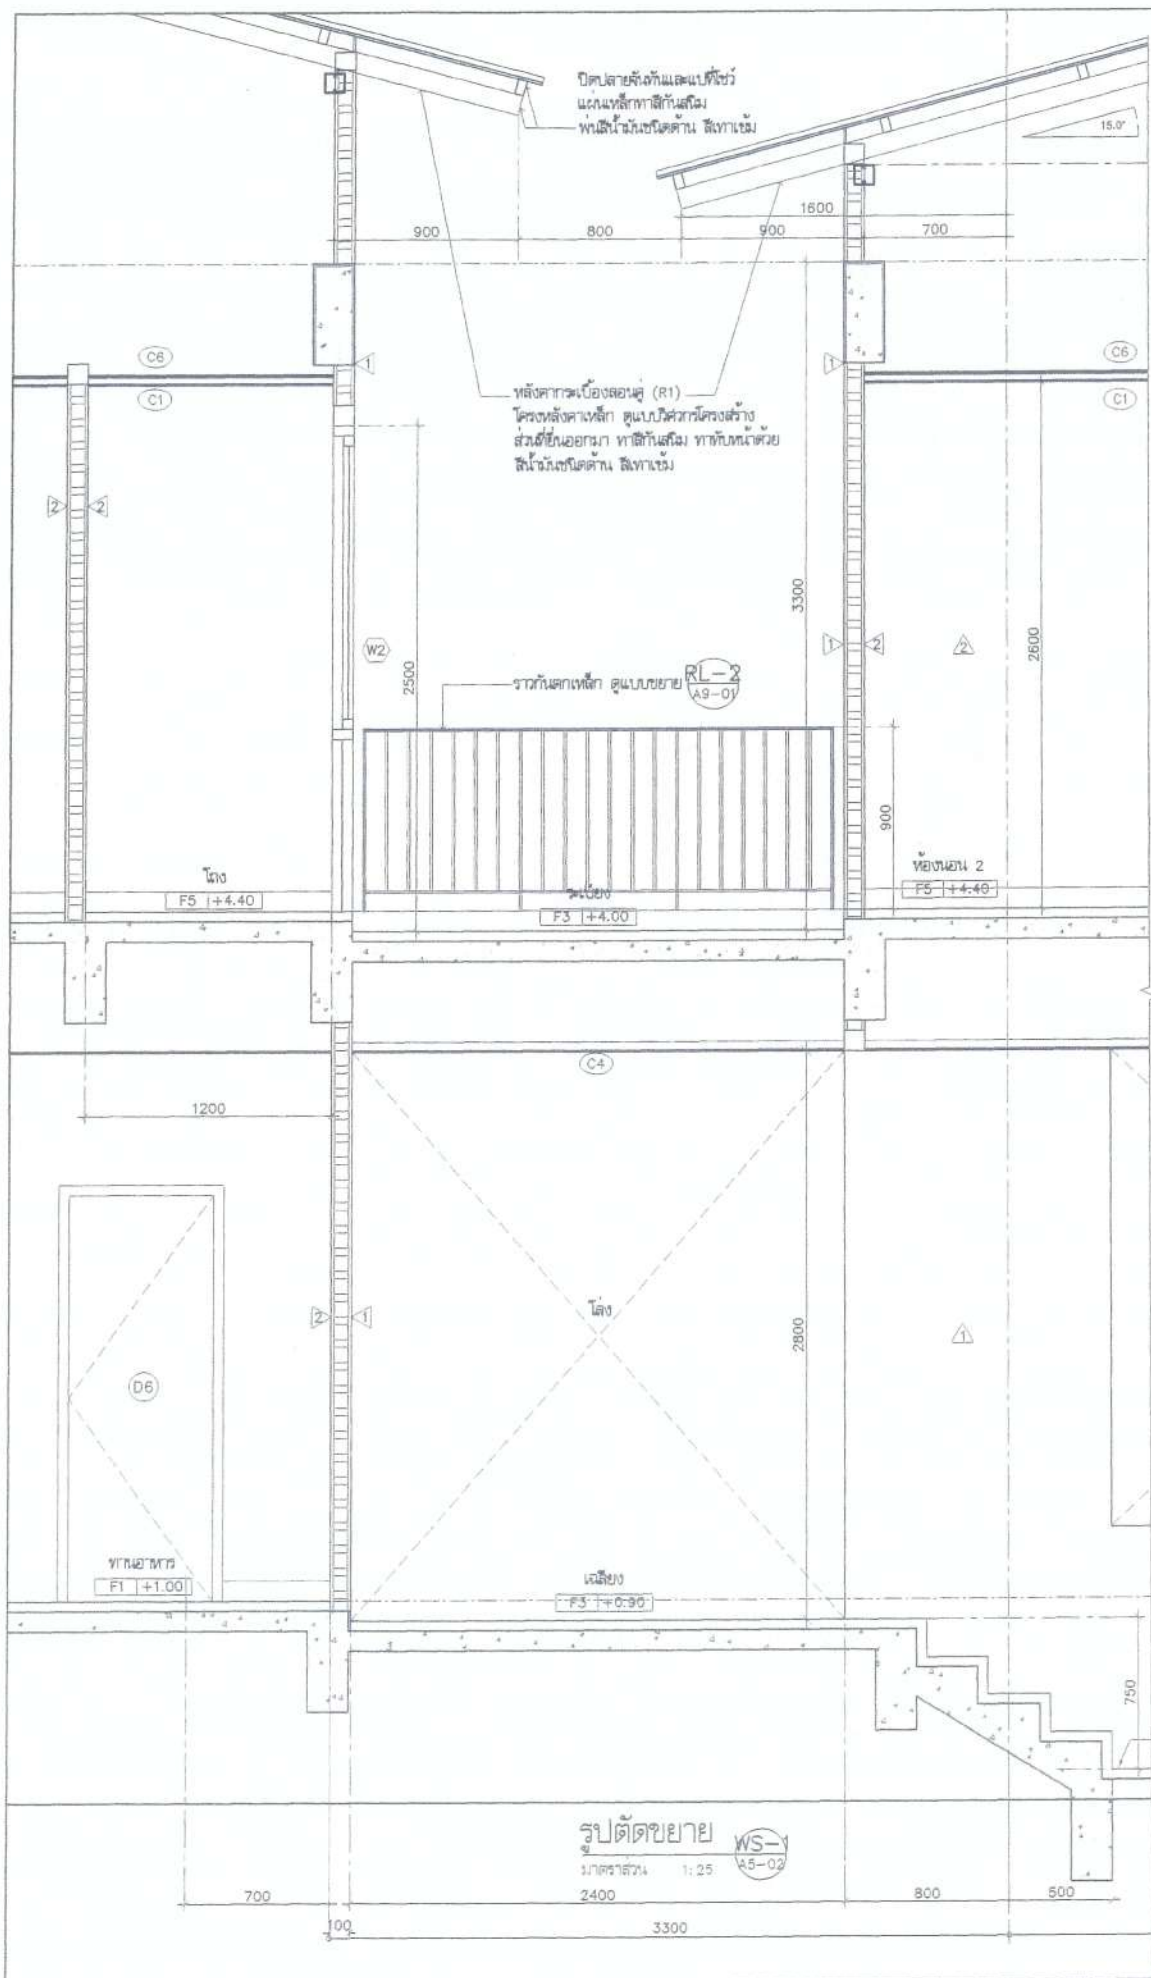 ปิดปลายจันทันและแปที่โชว์
แผ่นเหล็กทาสีกันสนิม
พ่นสีน้ำมันชนิดด้าน สีเทาเข้ม
15.0°
1600
900
800
900
700
C6
C1
1
1
C6
C1
หลังคากระเบื้องลอนคู่ (R1)
โครงหลังคาเหล็ก ดูแบบวิศวกรโครงสร้าง
ส่วนที่ยื่นออกมา ทาสีกันสนิม ทาทับหน้าด้วย
สีน้ำมันชนิดด้าน สีเทาเข้ม
2
2
3300
W2
2500
1
2
2
2600
ราวกันตกเหล็ก ดูแบบขยาย
RL-2
A9-01
900
โถง
F5 +4.40
ระเบียง
F3 +4.00
ห้องนอน 2
F5 +4.40
C4
1200
2
1
โล่ง
2800
1
D6
ทานอาหาร
F1 +1.00
เฉลียง
F3 +0.90
750
รูปตัดขยาย
มาตราส่วน 1:25
WS-1
A5-02
700
2400
800
500
100
3300